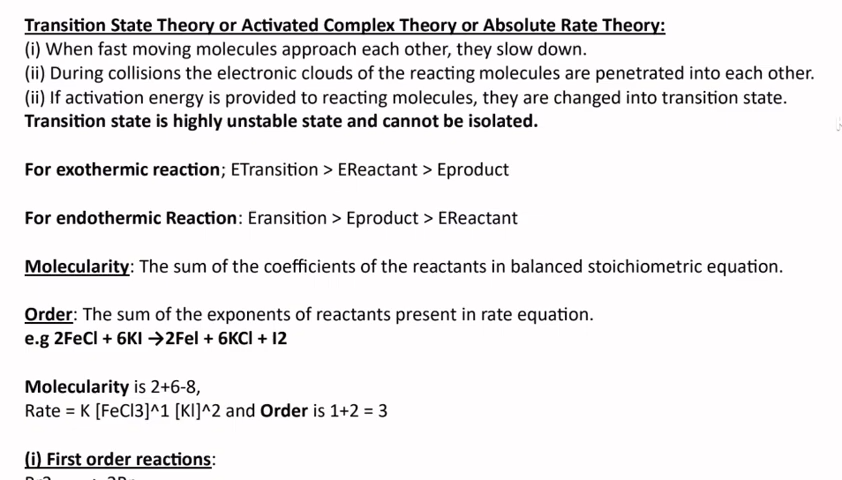 Transition State Theory or Activated Complex Theory or Absolute Rate Theory:
(i) When fast moving molecules approach each other, they slow down.
(ii) During collisions the electronic clouds of the reacting molecules are penetrated into each other.
(ii) If activation energy is provided to reacting molecules, they are changed into transition state.
Transition state is highly unstable state and cannot be isolated.
For exothermic reaction; ETransition > EReactant > Eproduct
For endothermic Reaction: Eransition > Eproduct > EReactant
Molecularity: The sum of the coefficients of the reactants in balanced stoichiometric equation.
Order: The sum of the exponents of reactants present in rate equation.
e.g 2FeCl + 6KI →2Fel + 6KCl + I2
Molecularity is 2+6-8,
Rate = K [FeCl3]^1 [Kl]^2 and Order is 1+2 = 3
(i) First order reactions: